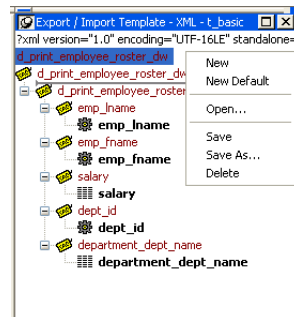 Export / Import Template - XML - t_basic
?xml version="1.0" encoding="UTF-16LE" standalone=
d_print_employee_roster_dw
New
d_print_employee_roster_dw
New Default
d_print_employee_roster
Open...
emp_lname
emp_lname
Save
emp_fname
Save As...
emp_fname
Delete
salary
salary
dept_id
dept_id
department_dept_name
department_dept_name